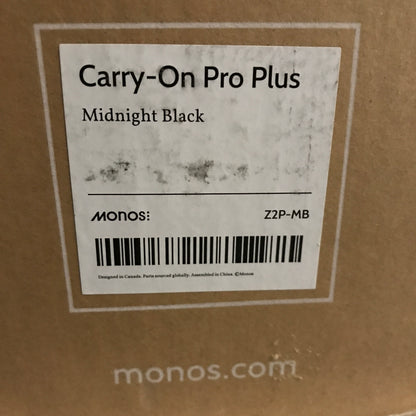 Carry-On Pro Plus
Midnight Black
MONOS:
Z2P-MB
Designed in Canada. Parts sourced globally. Assembled in China. ©Monos
monos.com